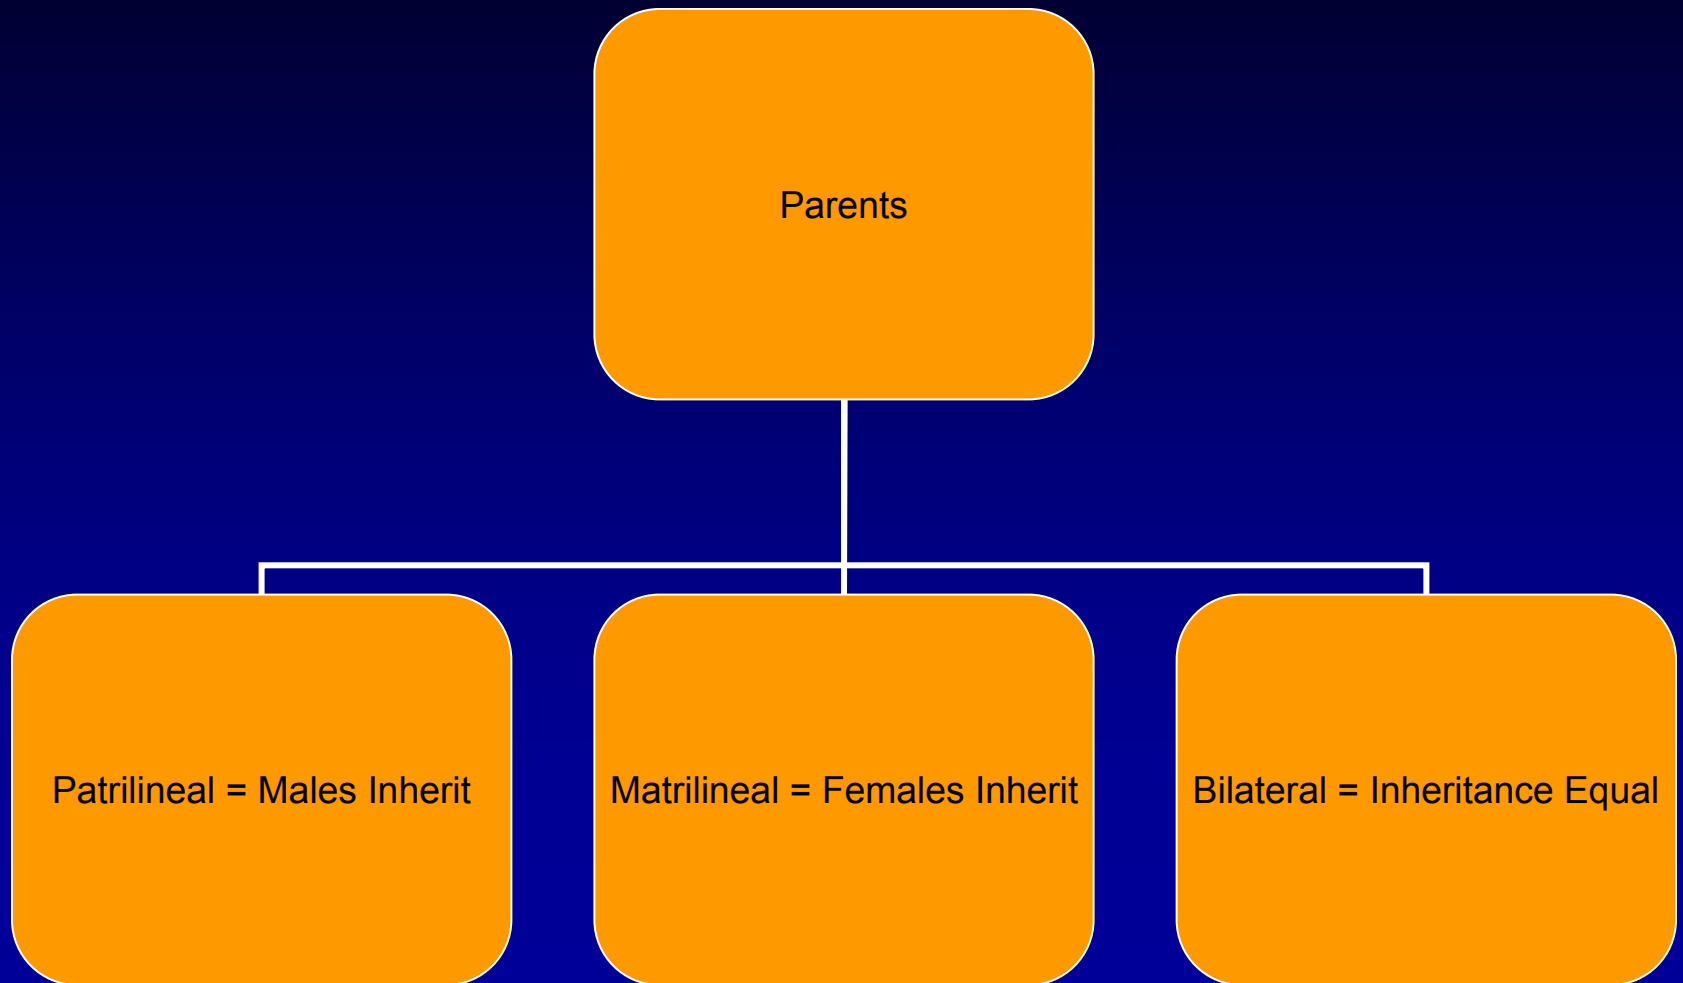 Parents
Patrilineal = Males Inherit
Matrilineal = Females Inherit
Bilateral = Inheritance Equal